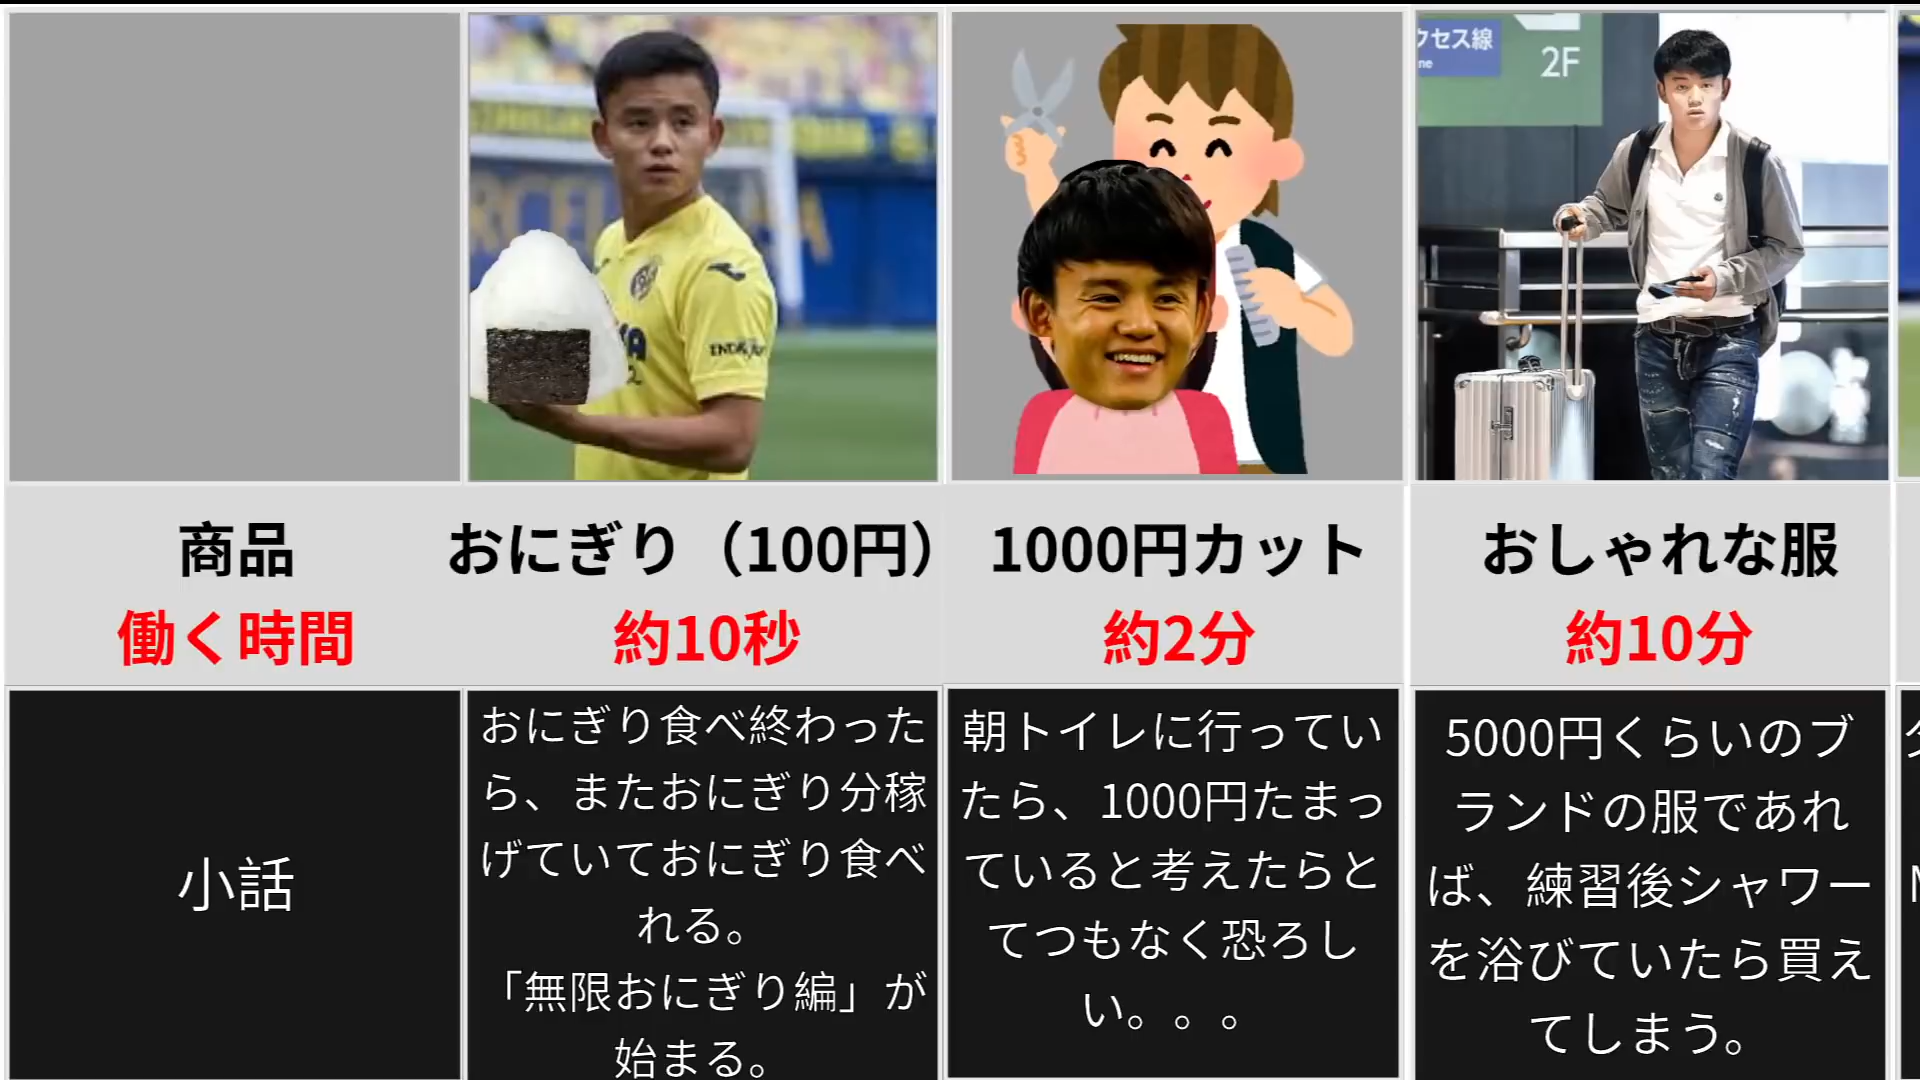 クセス線
ne
2F
ENDAVANT
商品
おにぎり（100円）
1000円カット
おしゃれな服
働く時間
約10秒
約2分
約10分
小話
おにぎり食べ終わった
ら、またおにぎり分稼
げていておにぎり食べ
れる。
「無限おにぎり編」が
始まる。
朝トイレに行ってい
たら、1000円たまっ
ていると考えたらと
てつもなく恐ろし
い。。。
5000円くらいのブ
ランドの服であれ
ば、練習後シャワー
を浴びていたら買え
てしまう。